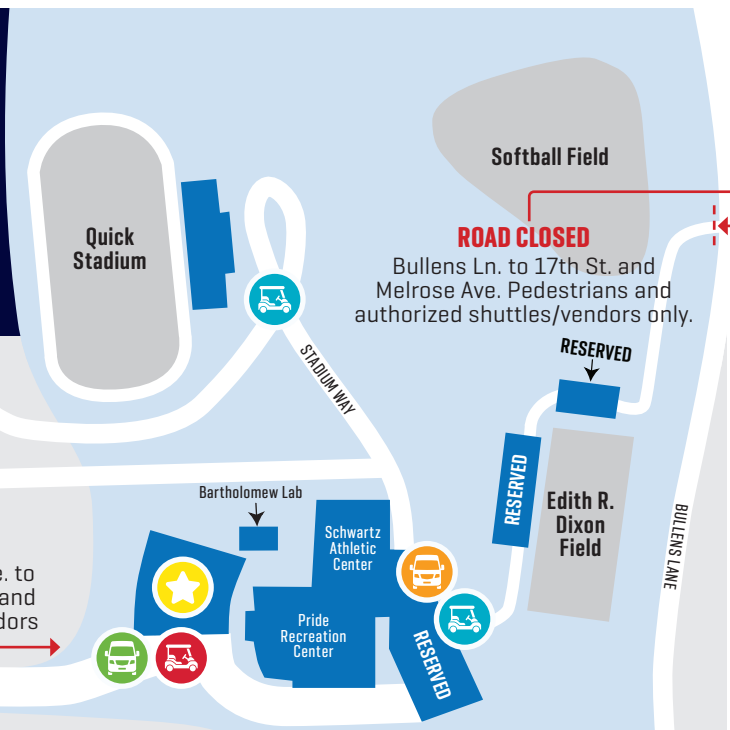 Softball Field
Quick
Stadium
ROAD CLOSED
Bullens Ln. to 17th St. and
Melrose Ave. Pedestrians and
authorized shuttles/vendors only.
RESERVED
STADIUM WAY
RESERVED
Edith R.
Dixon
Field
BULLENS LANE
Bartholomew Lab
Schwartz
Athletic
Center
e. to
and
dors
Pride
Recreation
Center
RESERVED